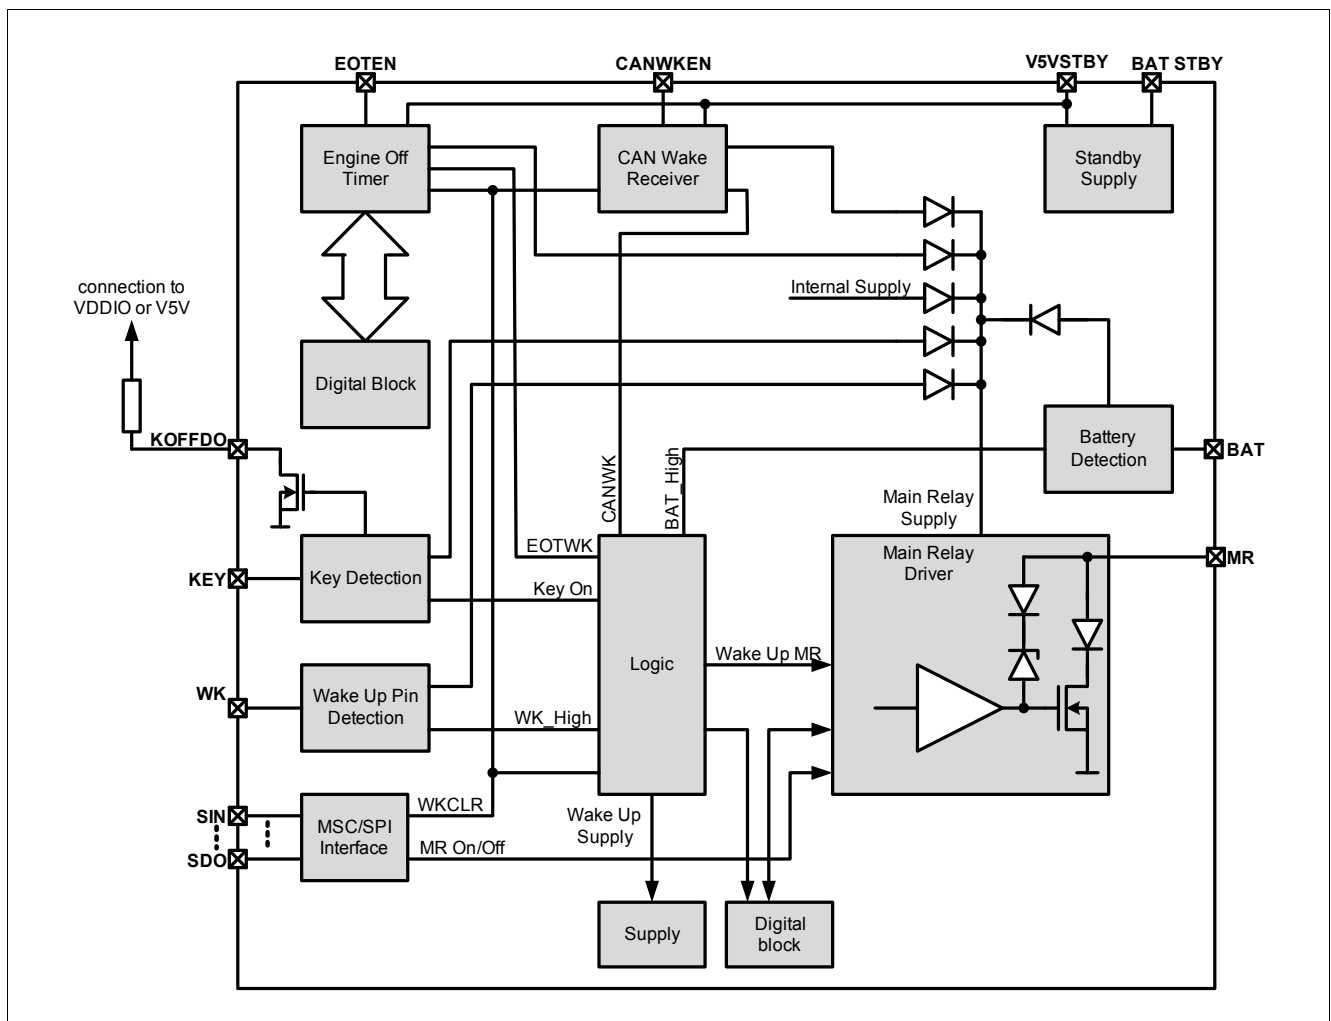 EOTEN
CANWKEN
V5VSTBY
BAT STBY
Engine Off
Timer
CAN Wake
Receiver
Standby
Supply
connection to
VDDIO or V5V
Internal Supply
Digital Block
KOFFDO
Battery
Detection
BAT
CANWK
BAT_High
Main Relay
Supply
EOTWK
Main Relay
Driver
MR
KEY
Key Detection
Key On
Logic
Wake Up MR
WK
Wake Up Pin
Detection
WK_High
SIN
SDO
MSC/SPI
Interface
WKCLR
MR On/Off
Wake Up
Supply
Supply
Digital
block